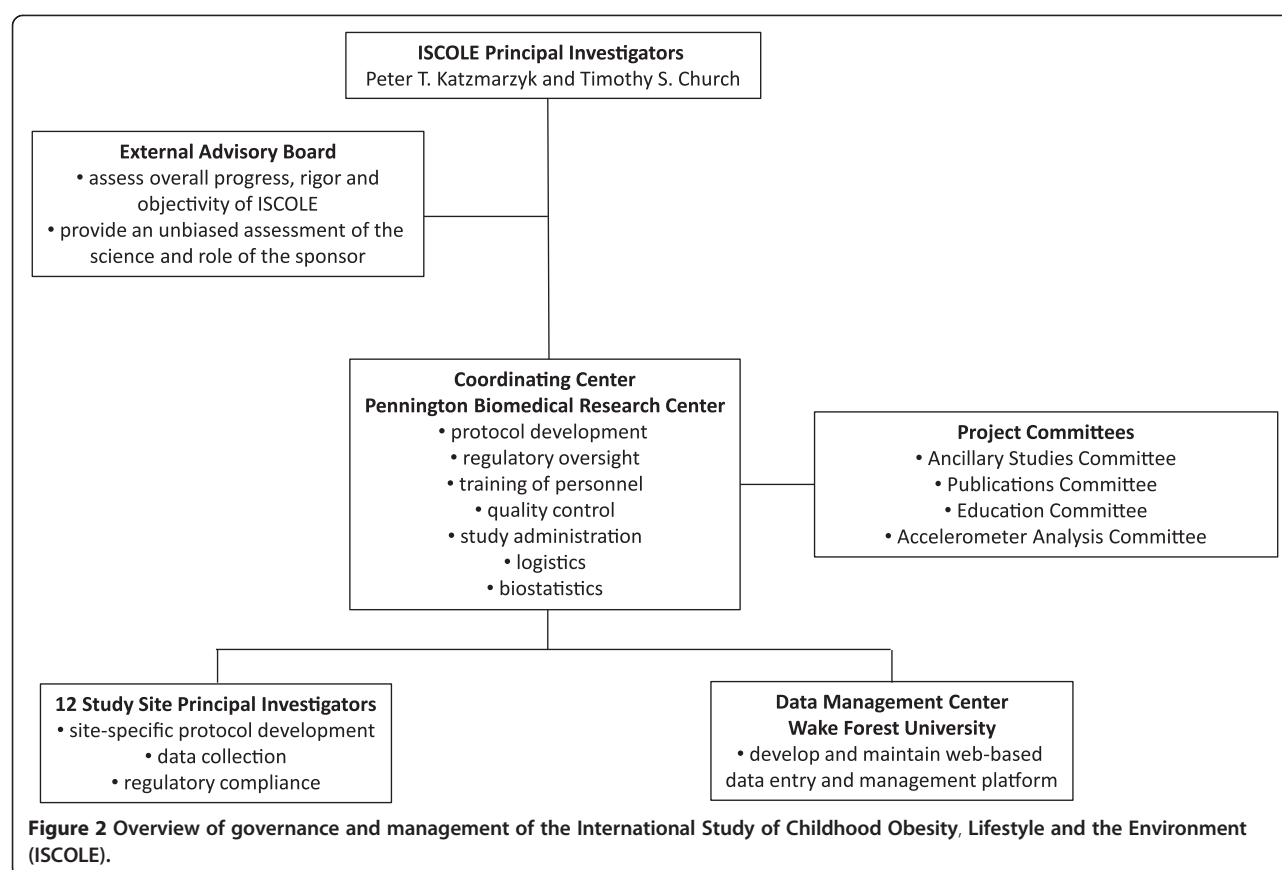 ISCOLE Principal Investigators
Peter T. Katzmarzyk and Timothy S. Church
External Advisory Board
• assess overall progress, rigor and
objectivity of ISCOLE
• provide an unbiased assessment of the
science and role of the sponsor
Coordinating Center
Pennington Biomedical Research Center
• protocol development
• regulatory oversight
• training of personnel
• quality control
• study administration
• logistics
• biostatistics
Project Committees
• Ancillary Studies Committee
• Publications Committee
• Education Committee
• Accelerometer Analysis Committee
12 Study Site Principal Investigators
• site-specific protocol development
• data collection
• regulatory compliance
Data Management Center
Wake Forest University
• develop and maintain web-based
data entry and management platform
Figure 2 Overview of governance and management of the International Study of Childhood Obesity, Lifestyle and the Environment
(ISCOLE).